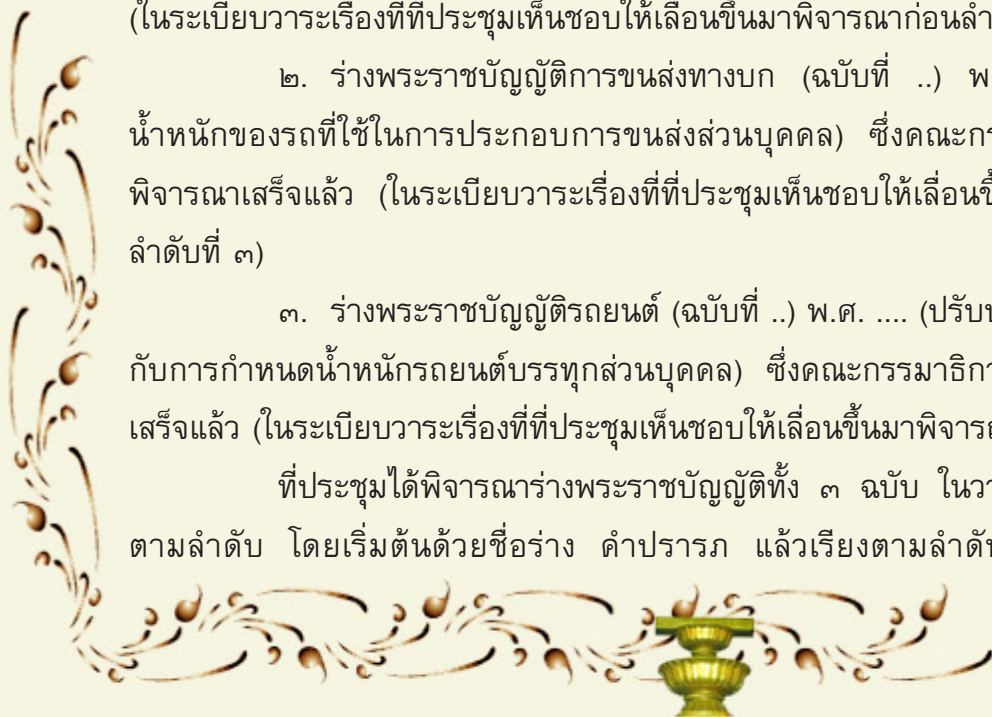 (ในระเบียบวาระเรื่องที่ที่ประชุมเห็นชอบให้เลื่อนขึ้นมาพิจารณาก่อนลำ
๒. ร่างพระราชบัญญัติการขนส่งทางบก (ฉบับที่ ..) พ.
น้ำหนักของรถที่ใช้ในการประกอบการขนส่งส่วนบุคคล) ซึ่งคณะกร
พิจารณาเสร็จแล้ว (ในระเบียบวาระเรื่องที่ที่ประชุมเห็นชอบให้เลื่อนขึ้
ลำดับที่ ๓)
๓. ร่างพระราชบัญญัติรถยนต์ (ฉบับที่ ..) พ.ศ. .... (ปรับป
กับการกำหนดน้ำหนักรถยนต์บรรทุกส่วนบุคคล) ซึ่งคณะกรรมาธิกา
เสร็จแล้ว (ในระเบียบวาระเรื่องที่ที่ประชุมเห็นชอบให้เลื่อนขึ้นมาพิจารณ
ที่ประชุมได้พิจารณาร่างพระราชบัญญัติทั้ง ๓ ฉบับ ในวา
ตามลำดับ โดยเริ่มต้นด้วยชื่อร่าง คำปรารภ แล้วเรียงตามลำดับ